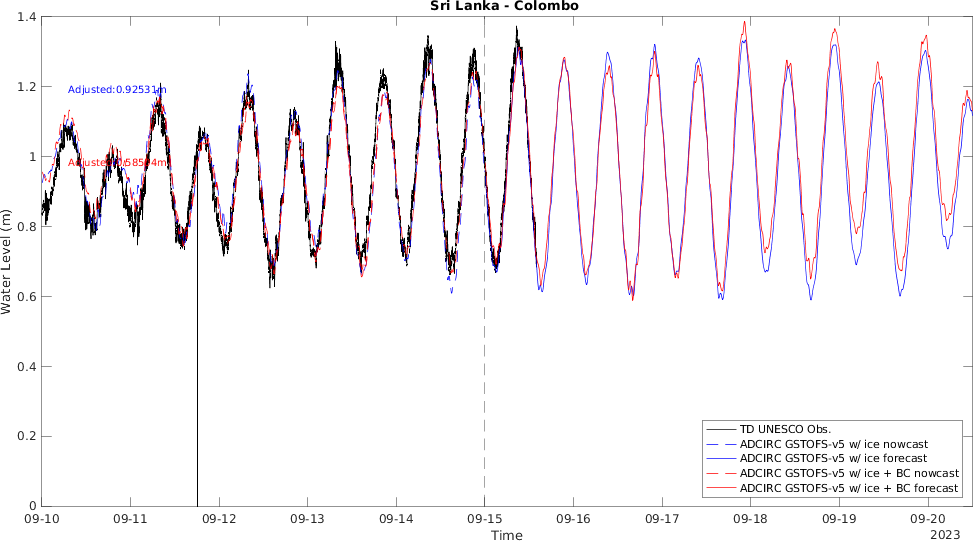 Sri Lanka - Colombo
1.4
1.2
1
0.8
0.6
0.4
0.2
0
Water Level (m)
Adjusted:0.92531m
TD UNESCO Obs.
ADCIRC GSTOFS-v5 w/ ice nowcast
ADCIRC GSTOFS-v5 w/ ice forecast
ADCIRC GSTOFS-v5 w/ ice + BC nowcast
ADCIRC GSTOFS-v5 w/ ice + BC forecast
09-10
09-11
09-12
09-13
09-14
09-15
09-16
09-17
09-18
09-19
09-20
Time
2023